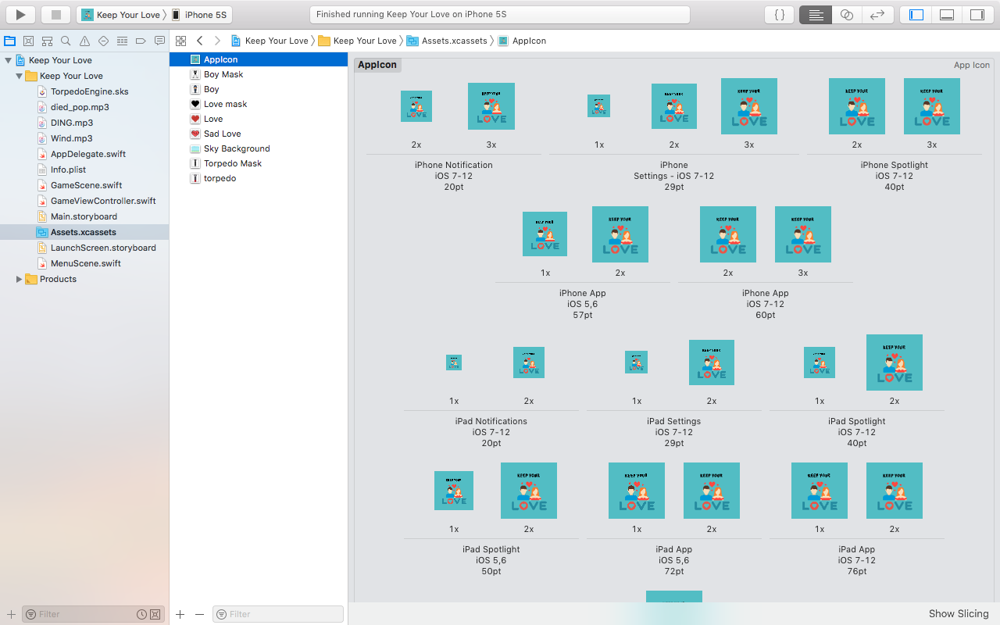 Keep Your Love
iPhone 5S
Finished running Keep Your Love on iPhone 5S
Keep Your Love
Keep Your Love
Assets.xcassets
AppIcon
Keep Your Love
Keep Your Love
TorpedoEngine.sks
died_pop.mp3
DING.mp3
Wind.mp3
AppDelegate.swift
Info.plist
GameScene.swift
GameViewController.swift
Main.storyboard
Assets.xcassets
LaunchScreen.storyboard
MenuScene.swift
Products
Filter
AppIcon
Boy Mask
Boy
Love mask
Love
Sad Love
Sky Background
Torpedo Mask
torpedo
Filter
AppIcon
App Icon
2x 3x
iPhone Notification
iOS 7-12
20pt
1x 2x 3x
iPhone
Settings - iOS 7-12
29pt
2x 3x
iPhone Spotlight
iOS 7-12
40pt
KEEP YOUR
LOVE
1x 2x
iPhone App
iOS 5,6
57pt
2x 3x
iPhone App
iOS 7-12
60pt
1x 2x
iPad Notifications
iOS 7-12
20pt
1x 2x
iPad Settings
iOS 7-12
29pt
1x 2x
iPad Spotlight
iOS 7-12
40pt
1x 2x
iPad Spotlight
iOS 5,6
50pt
1x 2x
iPad App
iOS 5,6
72pt
1x 2x
iPad App
iOS 7-12
76pt
Show Slicing